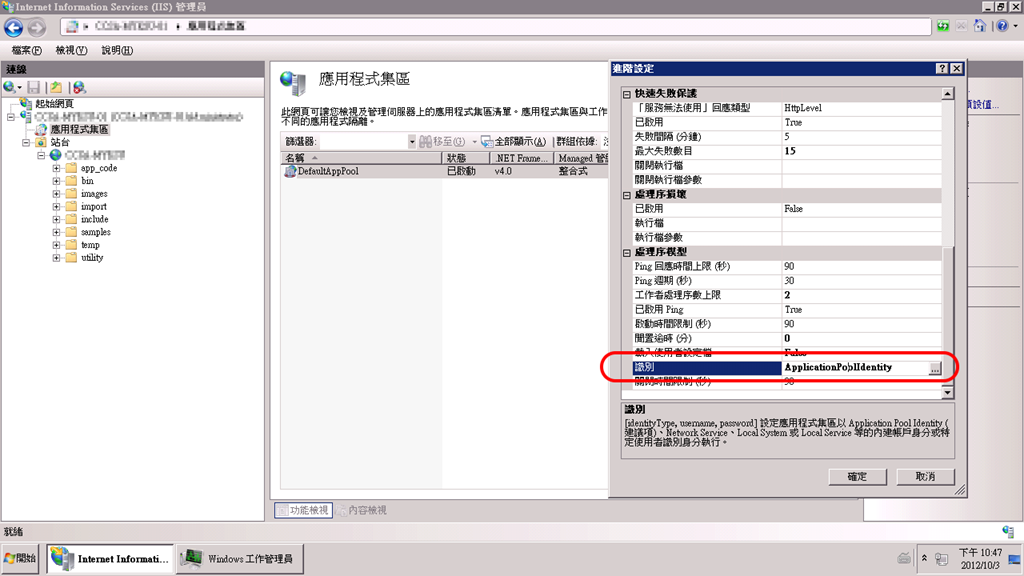 Internet Information Services (IIS) 管理員
應用程式集區
檔案(F) 檢視(V) 說明(H)
連線
起始網頁
應用程式集區
站台
app_code
bin
images
import
include
samples
temp
utility
應用程式集區
此網頁可讓您檢視及管理伺服器上的應用程式集區清單。應用程式集區與工作
不同的應用程式隔離。
篩選器: 移至(G) 全部顯示(A) 群組依據:
名稱 狀態 .NET Frame... Managed 管
DefaultAppPool 已啟動 v4.0 整合式
功能檢視 內容檢視
設值...
進階設定
快速失敗保護
「服務無法使用」回應類型 HttpLevel
已啟用 True
失敗間隔 (分鐘) 5
最大失敗數目 15
關閉執行檔
關閉執行檔參數
處理序損壞
已啟用 False
執行檔
執行檔參數
處理序模型
Ping 回應時間上限 (秒) 90
Ping 週期 (秒) 30
工作者處理序數上限 2
已啟用 Ping True
啟動時間限制 (秒) 90
閒置逾時 (分) 0
載入使用者設定檔 False
識別 ApplicationPoolIdentity ...
關閉時間限制 (秒) 90
識別
[identityType, username, password] 設定應用程式集區以 Application Pool Identity (
建議項)、Network Service、Local System 或 Local Service 等的內建帳戶身分或特
定使用者識別身分執行。
確定 取消
就緒
開始 Internet Informati... Windows 工作管理員
下午 10:47
2012/10/3